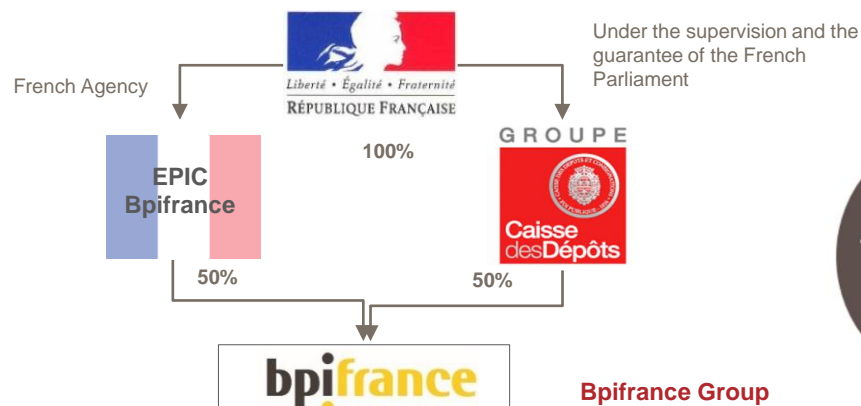 Under the supervision and the
guarantee of the French
Parliament
French Agency
Liberté • Égalité • Fraternité
RÉPUBLIQUE FRANÇAISE
100%
GROUPE
EPIC
Bpifrance
Caisse
desDépôts
50%
50%
bpifrance
Bpifrance Group